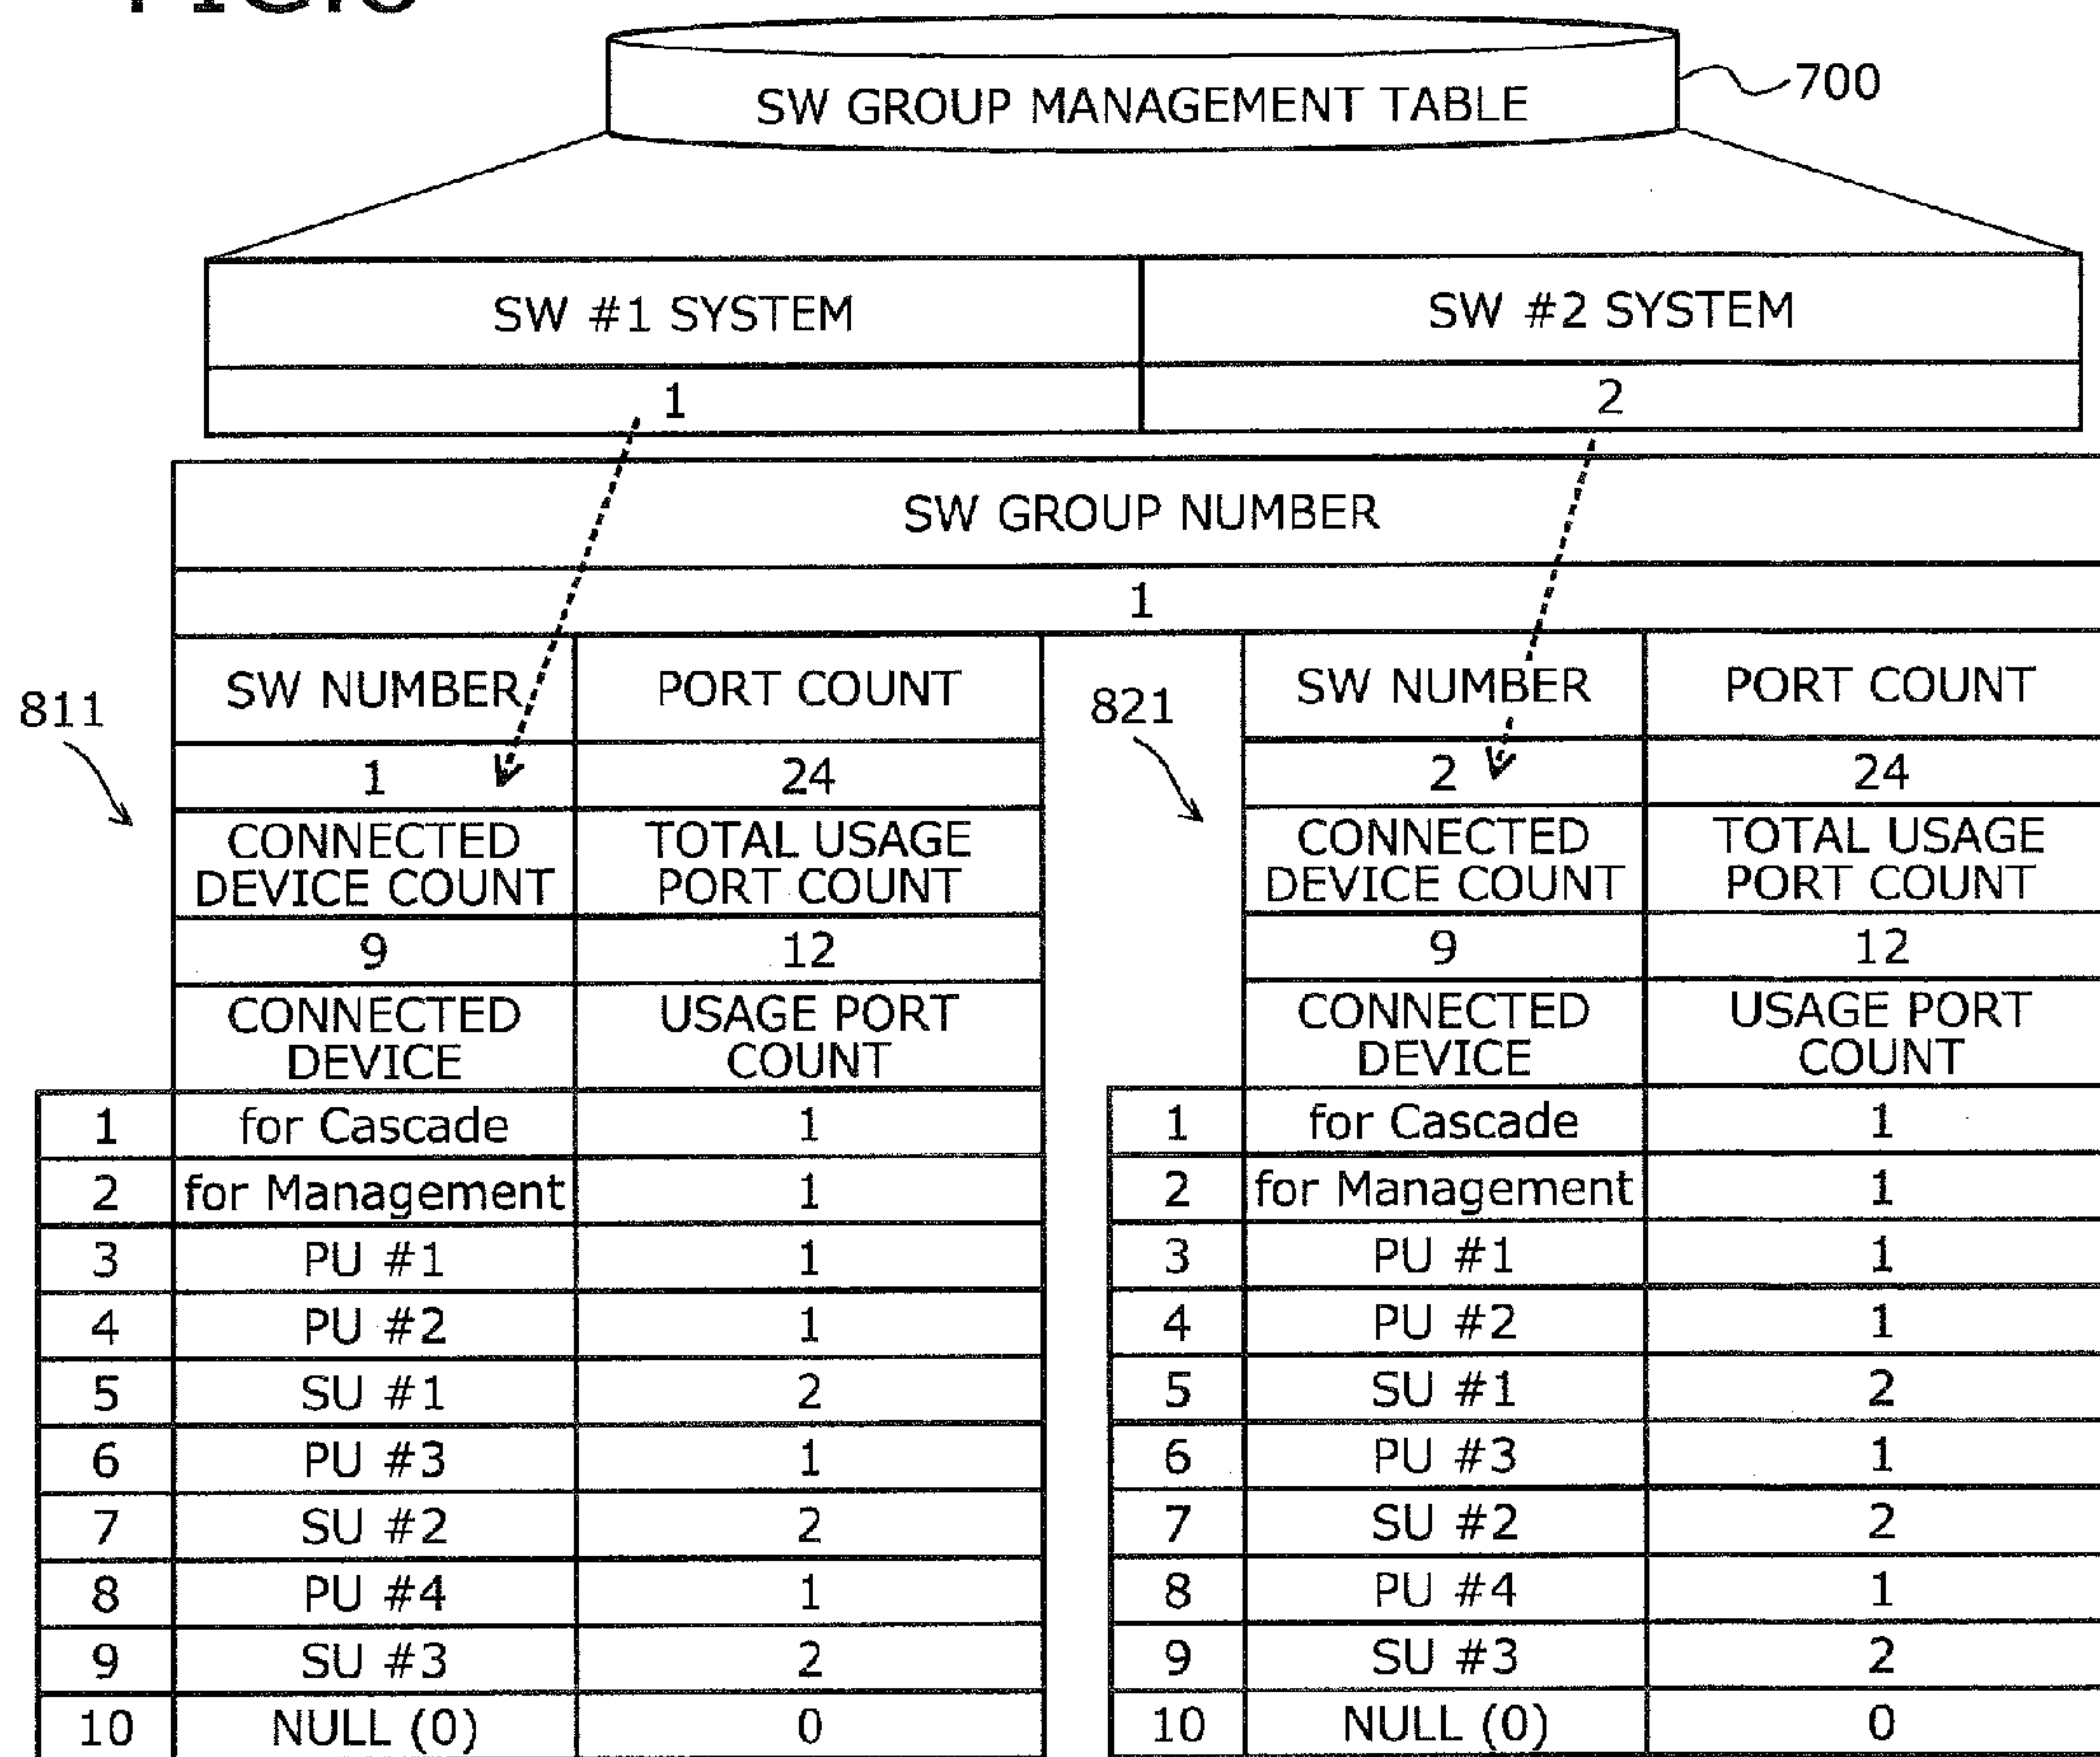 SW GROUP MANAGEMENT TABLE
700
SW #1 SYSTEM SW #2 SYSTEM
1 2
SW GROUP NUMBER
1
811
SW NUMBER PORT COUNT
1 24
CONNECTED DEVICE COUNT TOTAL USAGE PORT COUNT
9 12
CONNECTED DEVICE USAGE PORT COUNT
1 for Cascade 1
2 for Management 1
3 PU #1 1
4 PU #2 1
5 SU #1 2
6 PU #3 1
7 SU #2 2
8 PU #4 1
9 SU #3 2
10 NULL (0) 0
821
SW NUMBER PORT COUNT
2 24
CONNECTED DEVICE COUNT TOTAL USAGE PORT COUNT
9 12
CONNECTED DEVICE USAGE PORT COUNT
1 for Cascade 1
2 for Management 1
3 PU #1 1
4 PU #2 1
5 SU #1 2
6 PU #3 1
7 SU #2 2
8 PU #4 1
9 SU #3 2
10 NULL (0) 0